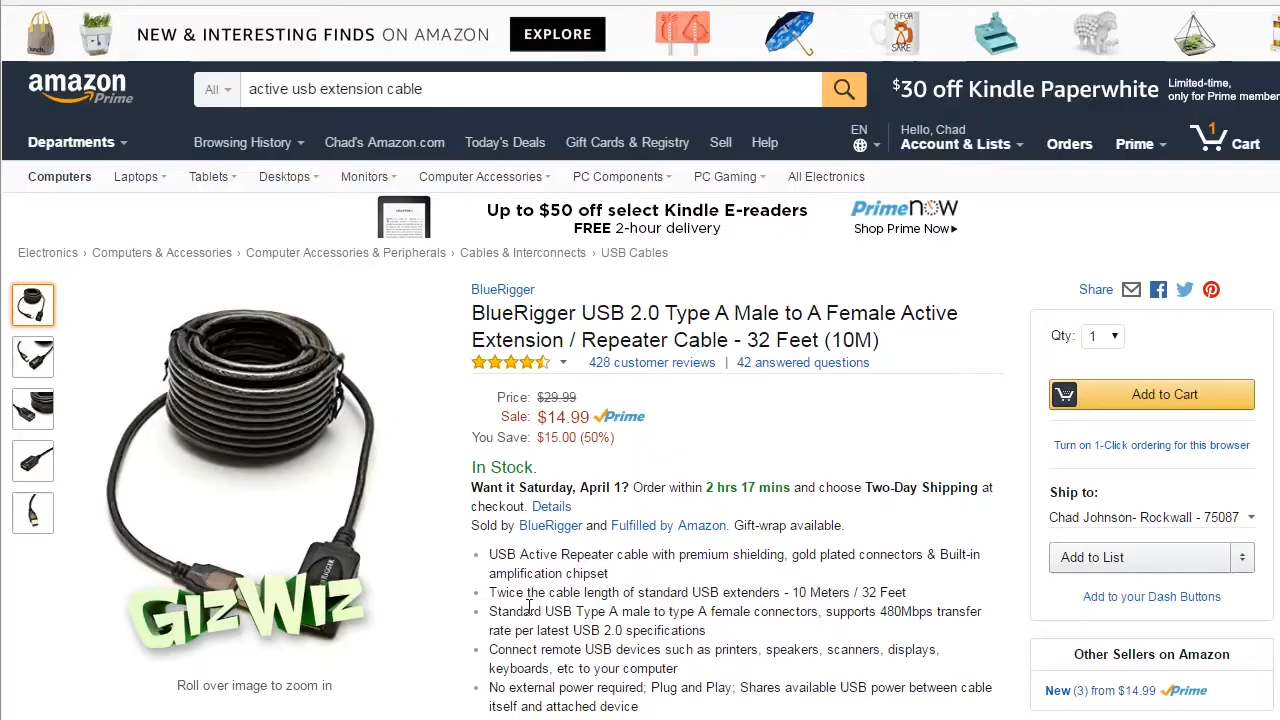 NEW & INTERESTING FINDS ON AMAZON EXPLORE
OH FOR
FOX
SAKE
lunch.
amazon
Prime
All
active usb extension cable
$30 off Kindle Paperwhite
Limited-time,
only for Prime member
Departments
Browsing History
Chad's Amazon.com
Today's Deals
Gift Cards & Registry
Sell
Help
EN
Hello, Chad
Account & Lists
Orders
Prime
1
Cart
Computers
Laptops
Tablets
Desktops
Monitors
Computer Accessories
PC Components
PC Gaming
All Electronics
Up to $50 off select Kindle E-readers
FREE 2-hour delivery
PrimeNOW
Shop Prime Now
Electronics › Computers & Accessories › Computer Accessories & Peripherals › Cables & Interconnects › USB Cables
BlueRigger
BlueRigger USB 2.0 Type A Male to A Female Active
Extension / Repeater Cable - 32 Feet (10M)
428 customer reviews | 42 answered questions
Price: $29.99
Sale: $14.99 Prime
You Save: $15.00 (50%)
In Stock.
Want it Saturday, April 1? Order within 2 hrs 17 mins and choose Two-Day Shipping at
checkout. Details
Sold by BlueRigger and Fulfilled by Amazon. Gift-wrap available.
USB Active Repeater cable with premium shielding, gold plated connectors & Built-in
amplification chipset
Twice the cable length of standard USB extenders - 10 Meters / 32 Feet
Standard USB Type A male to type A female connectors, supports 480Mbps transfer
rate per latest USB 2.0 specifications
Connect remote USB devices such as printers, speakers, scanners, displays,
keyboards, etc to your computer
No external power required; Plug and Play; Shares available USB power between cable
itself and attached device
GIZWIZ
Roll over image to zoom in
Share
Qty: 1
Add to Cart
Turn on 1-Click ordering for this browser
Ship to:
Chad Johnson- Rockwall - 75087
Add to List
Add to your Dash Buttons
Other Sellers on Amazon
New (3) from $14.99 Prime